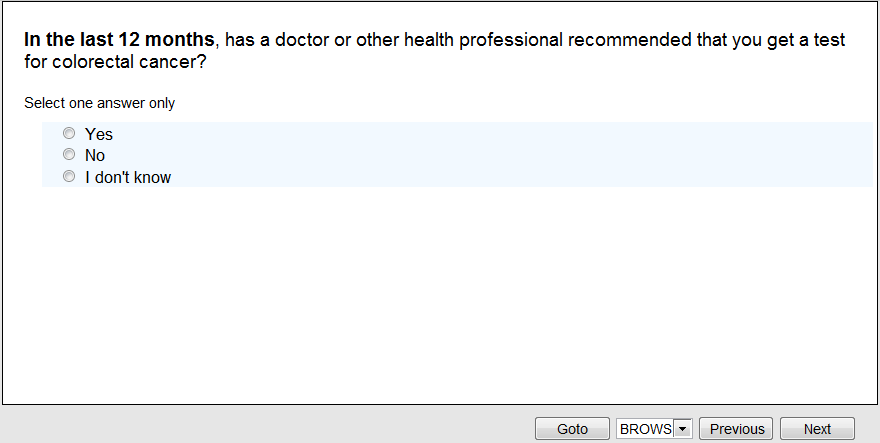 In the last 12 months, has a doctor or other health professional recommended that you get a test
for colorectal cancer?
Select one answer only
Yes
No
I don't know
Goto BROWS Previous Next